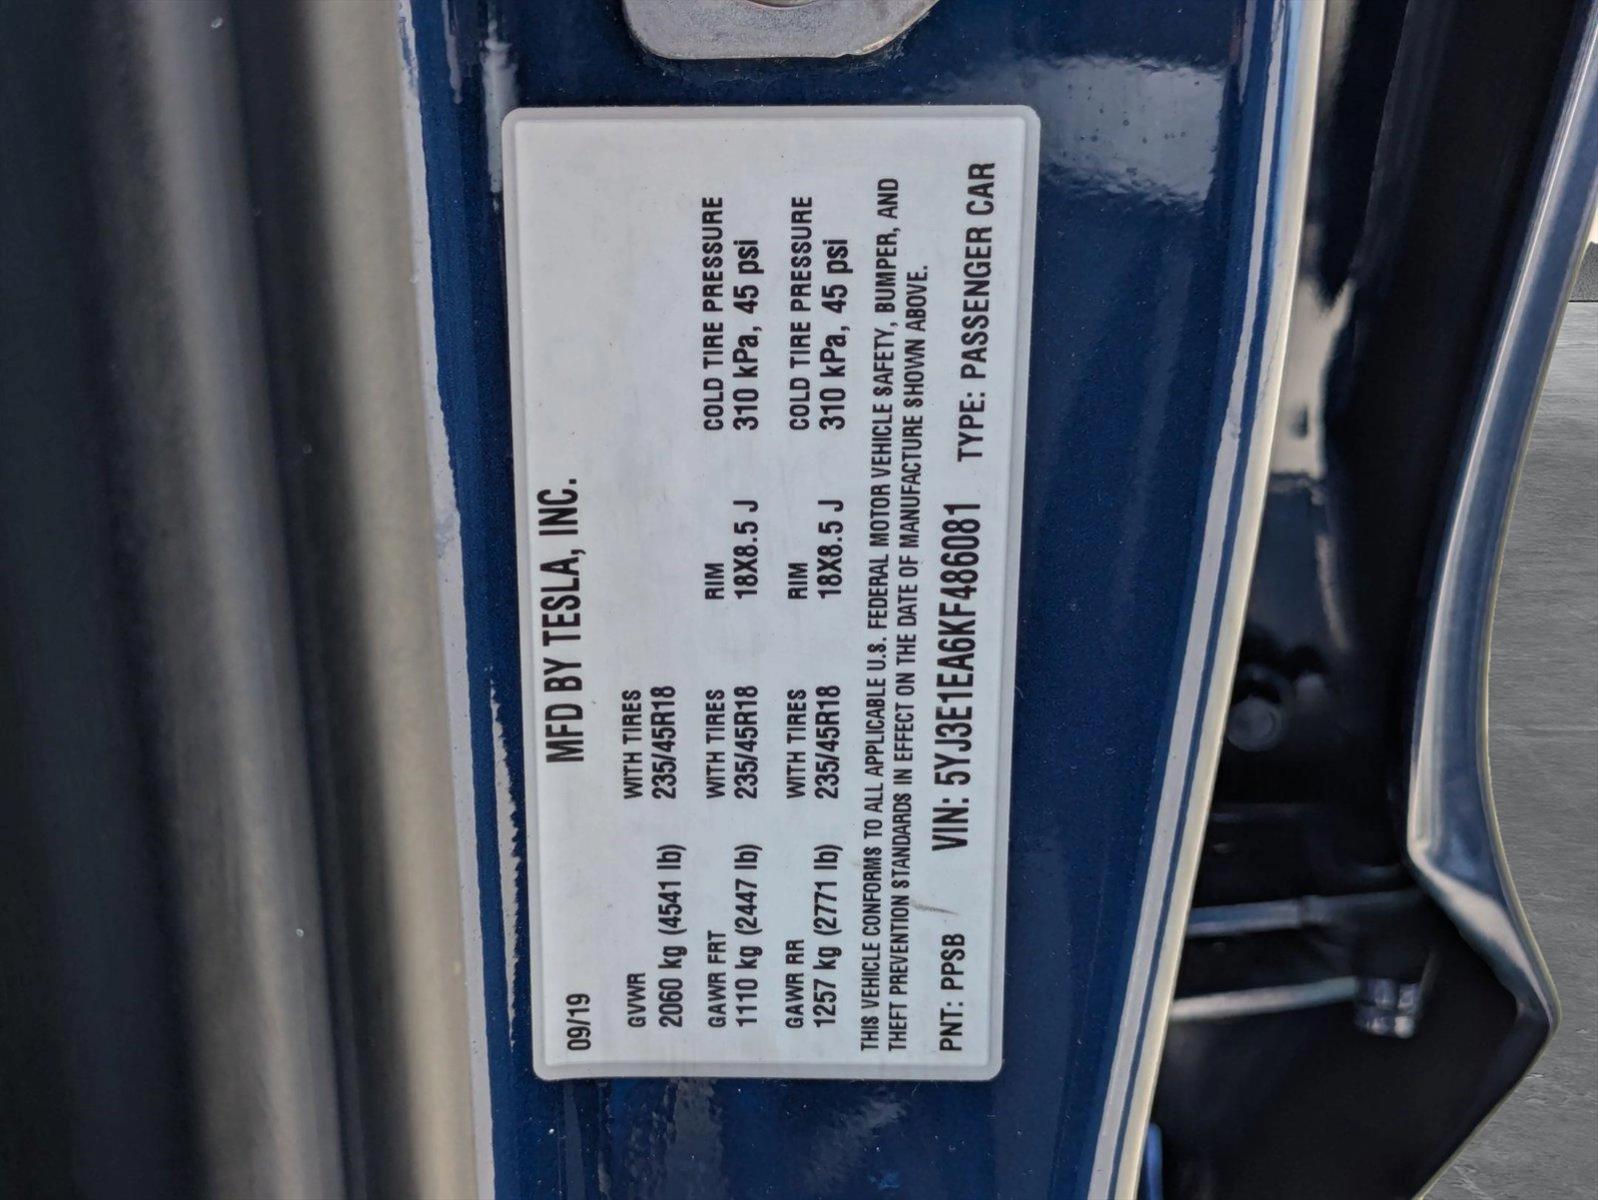 09/19 MFD BY TESLA, INC.
GVWR WITH TIRES
2060 kg (4541 lb) 235/45R18
GAWR FRT WITH TIRES RIM COLD TIRE PRESSURE
1110 kg (2447 lb) 235/45R18 18X8.5 J 310 kPa, 45 psi
GAWR RR WITH TIRES RIM COLD TIRE PRESSURE
1257 kg (2771 lb) 235/45R18 18X8.5 J 310 kPa, 45 psi
THIS VEHICLE CONFORMS TO ALL APPLICABLE U.S. FEDERAL MOTOR VEHICLE SAFETY, BUMPER, AND
THEFT PREVENTION STANDARDS IN EFFECT ON THE DATE OF MANUFACTURE SHOWN ABOVE.
PNT: PPSB VIN: 5YJ3E1EA6KF486081 TYPE: PASSENGER CAR